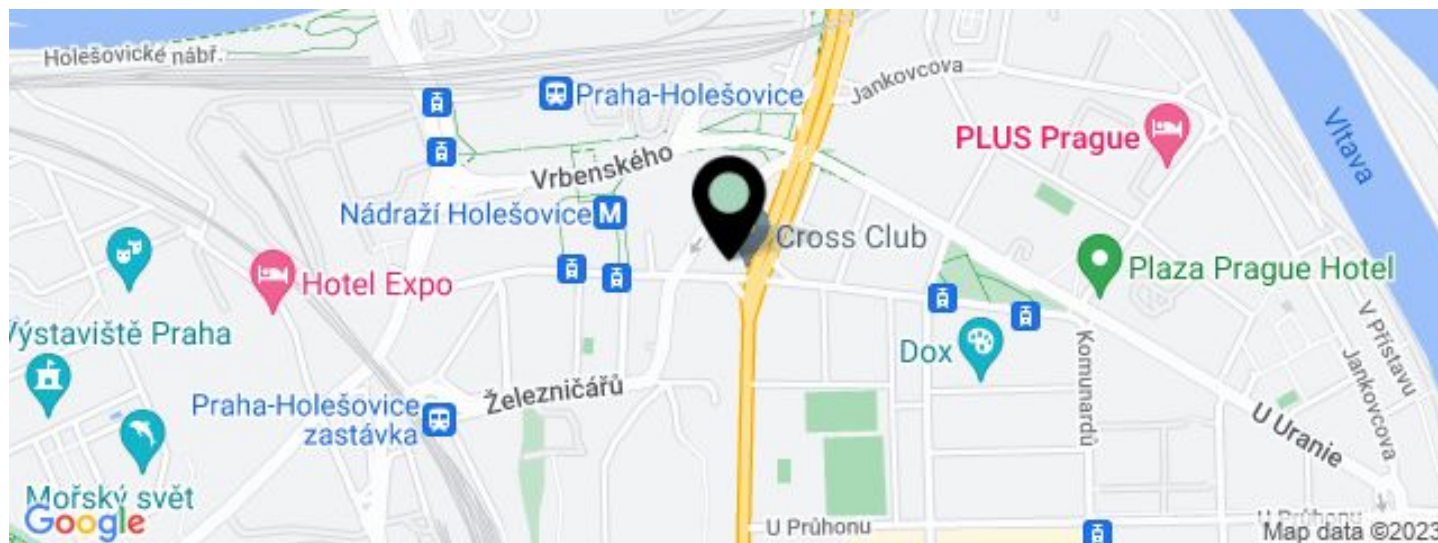 Holešovické nábř.
Praha-Holešovice
Jankovcova
PLUS Prague
Vltava
Vrbenského
Nádraží Holešovice M
Cross Club
Plaza Prague Hotel
Hotel Expo
Výstaviště Praha
Dox
V Přístavu
Komunardů
Jankovcova
Železničářů
Praha-Holešovice
zastávka
U Uranie
Mořský svět
Google
U Průhonu
U Průhonu
Map data ©2023